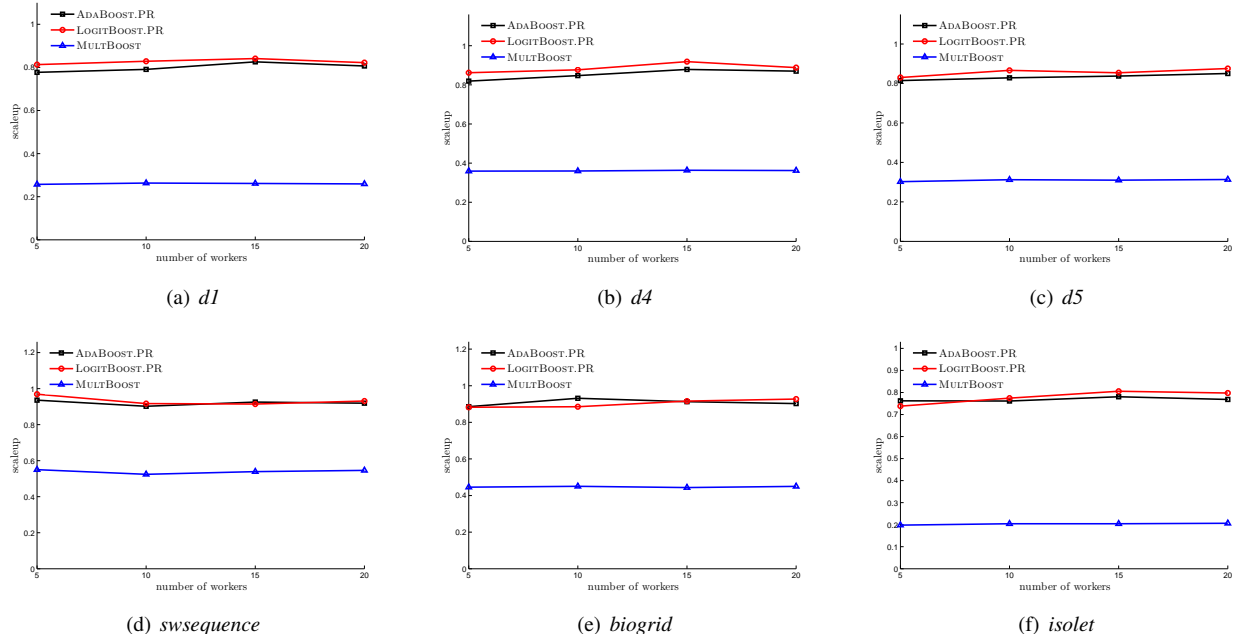 ADABOOST.PR
LOGITBOOST.PR
MULTBOOST
scaleup
1
0.8
0.6
0.4
0.2
0
5
10
15
20
number of workers
(a) d1
ADABOOST.PR
LOGITBOOST.PR
MULTBOOST
scaleup
1
0.8
0.6
0.4
0.2
0
5
10
15
20
number of workers
(b) d4
ADABOOST.PR
LOGITBOOST.PR
MULTBOOST
scaleup
1
0.8
0.6
0.4
0.2
0
5
10
15
20
number of workers
(c) d5
ADABOOST.PR
LOGITBOOST.PR
MULTBOOST
scaleup
1.2
1
0.8
0.6
0.4
0.2
0
5
10
15
20
number of workers
(d) swsequence
ADABOOST.PR
LOGITBOOST.PR
MULTBOOST
scaleup
1.2
1
0.8
0.6
0.4
0.2
0
5
10
15
20
number of workers
(e) biogrid
ADABOOST.PR
LOGITBOOST.PR
MULTBOOST
scaleup
1
0.9
0.8
0.7
0.6
0.5
0.4
0.3
0.2
0.1
0
5
10
15
20
number of workers
(f) isolet